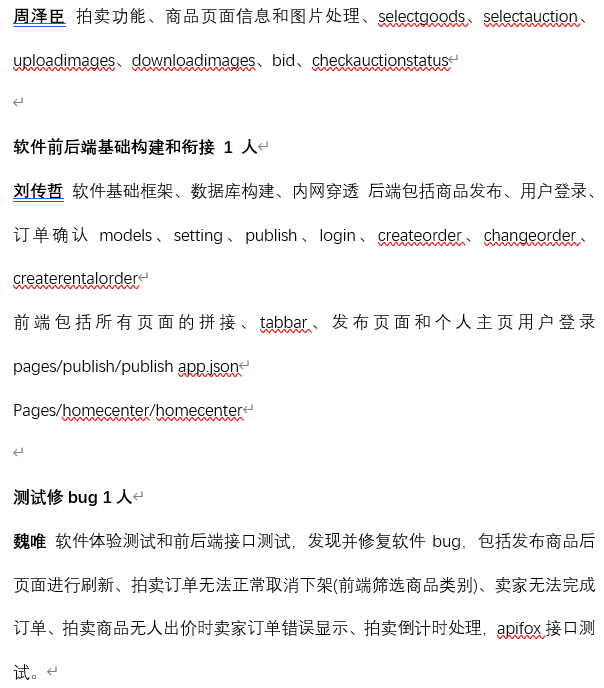 周泽臣 拍卖功能、商品页面信息和图片处理、selectgoods、selectauction、
uploadimages、downloadimages、bid、checkauctionstatus
软件前后端基础构建和衔接 1 人
刘传哲 软件基础框架、数据库构建、内网穿透 后端包括商品发布、用户登录、
订单确认 models、setting、publish、login、createorder、changeorder、
createrentalorder
前端包括所有页面的拼接、tabbar、发布页面和个人主页用户登录
pages/publish/publish app.json
Pages/homecenter/homecenter
测试修 bug 1 人
魏唯 软件体验测试和前后端接口测试，发现并修复软件 bug，包括发布商品后
页面进行刷新、拍卖订单无法正常取消下架(前端筛选商品类别)、卖家无法完成
订单、拍卖商品无人出价时卖家订单错误显示、拍卖倒计时处理，apifox 接口测
试。